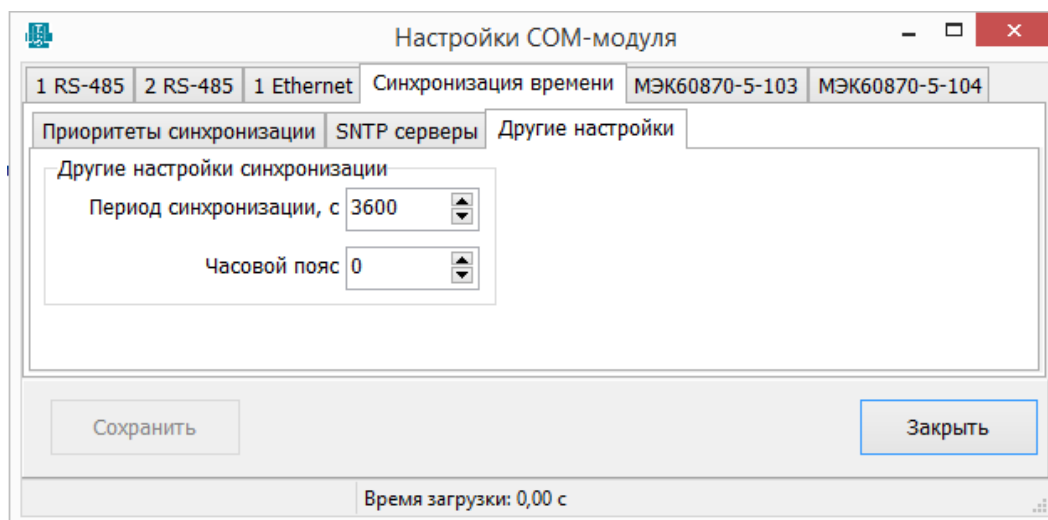 Настройки COM-модуля
1 RS-485 2 RS-485 1 Ethernet Синхронизация времени МЭК60870-5-103 МЭК60870-5-104
Приоритеты синхронизации SNTP серверы Другие настройки
Другие настройки синхронизации
Период синхронизации, с 3600
Часовой пояс 0
Сохранить Закрыть
Время загрузки: 0,00 с